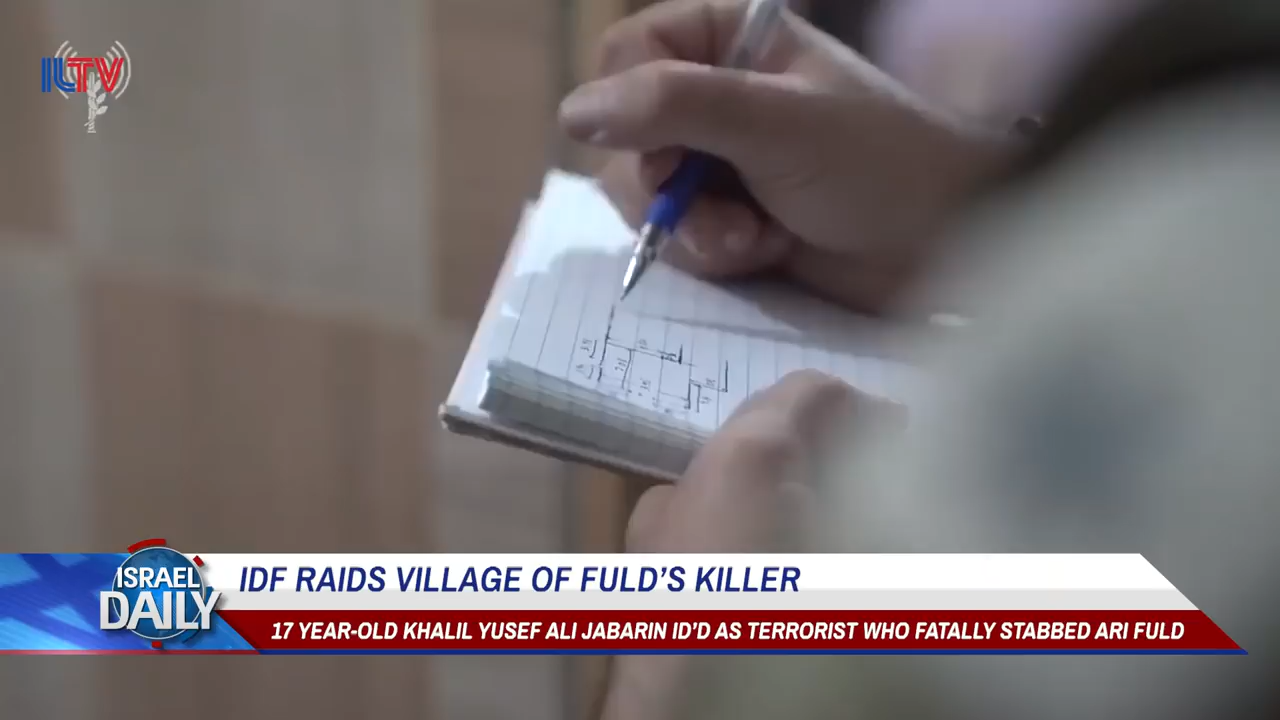 ILTV
ISRAEL
DAILY
IDF RAIDS VILLAGE OF FULD'S KILLER
17 YEAR-OLD KHALIL YUSEF ALI JABARIN ID'D AS TERRORIST WHO FATALLY STABBED ARI FULD